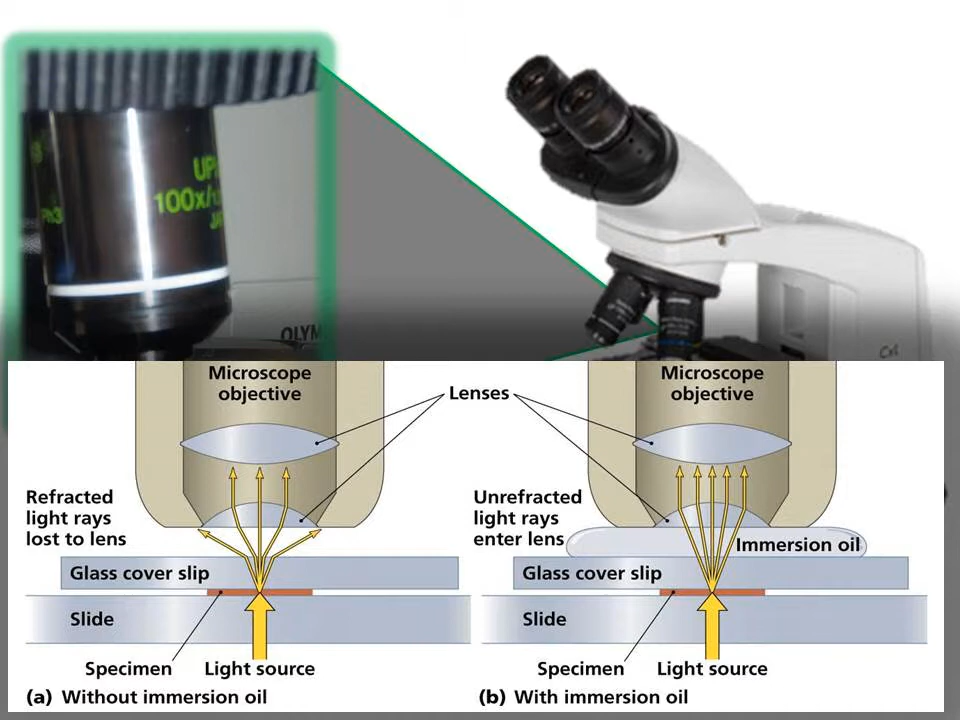 100x/
OLYM
Microscope
objective
Lenses
Microscope
objective
Refracted
light rays
lost to lens
Unrefracted
light rays
enter lens
Immersion oil
Glass cover slip
Glass cover slip
Slide
Slide
Specimen
Light source
Specimen
Light source
(a) Without immersion oil
(b) With immersion oil